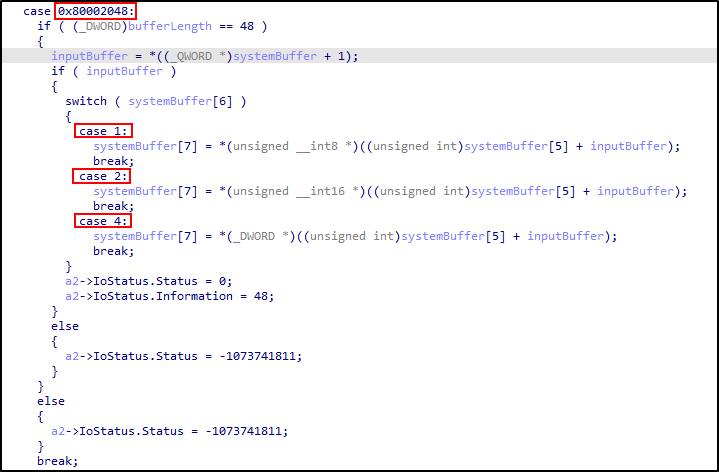 case 0x80002048:
if ( (_DWORD)bufferLength == 48 )
{
inputBuffer = *((_QWORD *)systemBuffer + 1);
if ( inputBuffer )
{
switch ( systemBuffer[6] )
{
case 1:
systemBuffer[7] = *(unsigned __int8 *)((unsigned int)systemBuffer[5] + inputBuffer);
break;
case 2:
systemBuffer[7] = *(unsigned __int16 *)((unsigned int)systemBuffer[5] + inputBuffer);
break;
case 4:
systemBuffer[7] = *(_DWORD *)((unsigned int)systemBuffer[5] + inputBuffer);
break;
}
a2->IoStatus.Status = 0;
a2->IoStatus.Information = 48;
}
else
{
a2->IoStatus.Status = -1073741811;
}
}
else
{
a2->IoStatus.Status = -1073741811;
}
break;